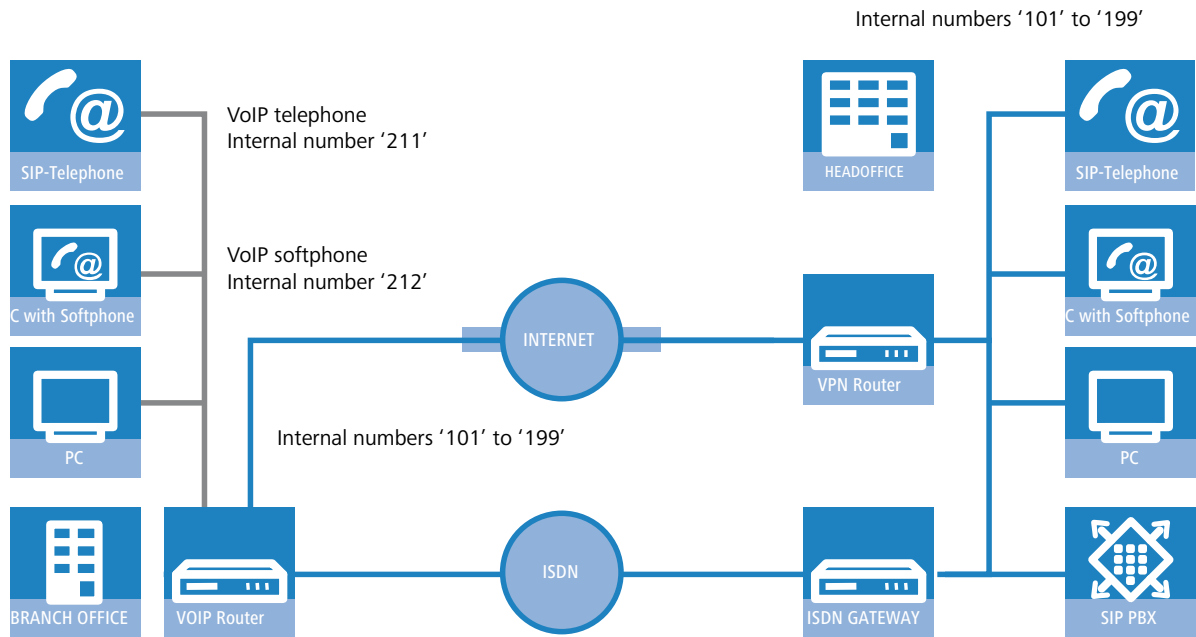 Internal numbers ‘101’ to ‘199’
SIP-Telephone
VoIP telephone
Internal number ‘211’
HEADOFFICE
SIP-Telephone
C with Softphone
VoIP softphone
Internal number ‘212’
INTERNET
VPN Router
C with Softphone
PC
Internal numbers ‘101’ to ‘199’
PC
BRANCH OFFICE
VOIP Router
ISDN
ISDN GATEWAY
SIP PBX